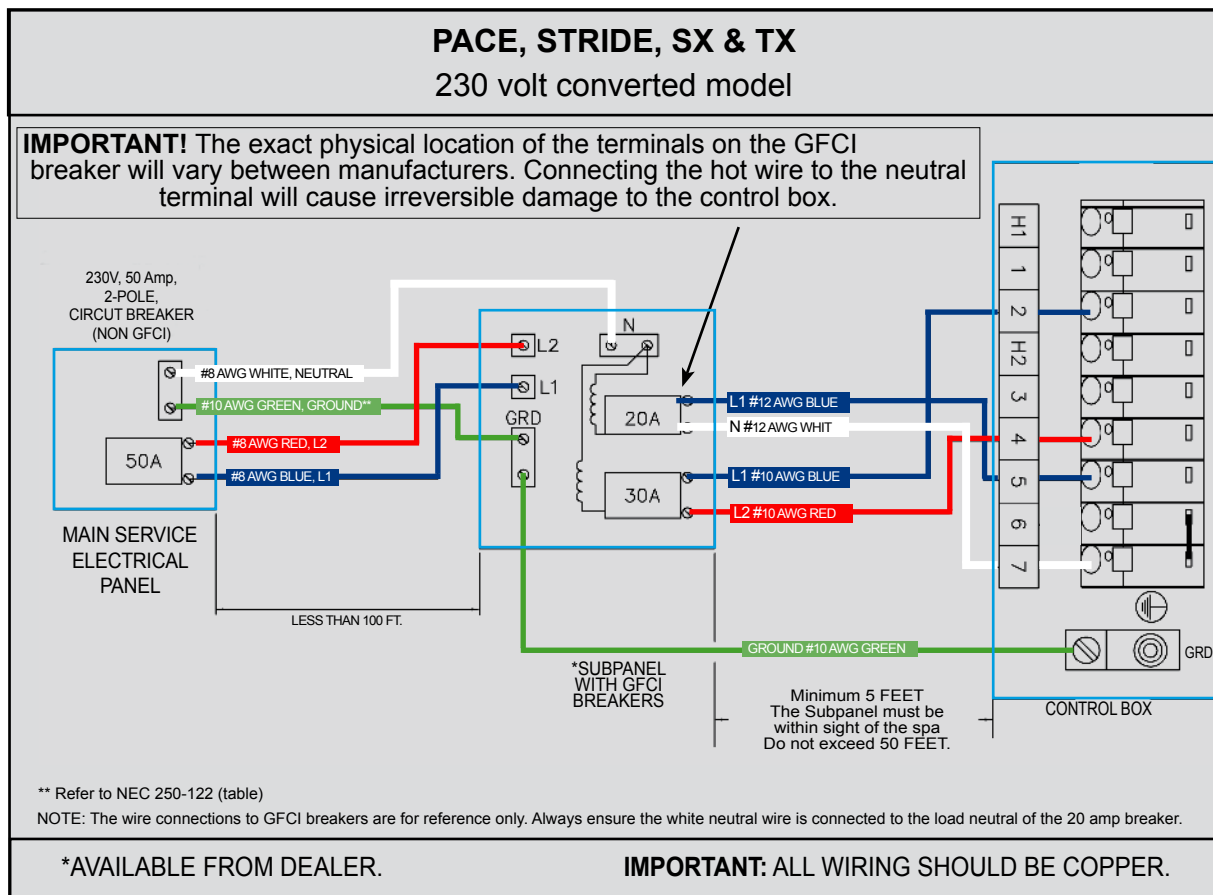 PACE, STRIDE, SX & TX
230 volt converted model
IMPORTANT! The exact physical location of the terminals on the GFCI
breaker will vary between manufacturers. Connecting the hot wire to the neutral
terminal will cause irreversible damage to the control box.
230V, 50 Amp,
2-POLE,
CIRCUT BREAKER
(NON GFCI)
#8 AWG WHITE, NEUTRAL
#10 AWG GREEN, GROUND**
#8 AWG RED, L2
#8 AWG BLUE, L1
50A
MAIN SERVICE
ELECTRICAL
PANEL
LESS THAN 100 FT.
L2
L1
GRD
N
20A
30A
*SUBPANEL
WITH GFCI
BREAKERS
L1 #12 AWG BLUE
N #12 AWG WHIT
L1 #10 AWG BLUE
L2 #10 AWG RED
GROUND #10 AWG GREEN
Minimum 5 FEET
The Subpanel must be
within sight of the spa
Do not exceed 50 FEET.
H1
1
2
H2
3
4
5
6
7
GRD
CONTROL BOX
** Refer to NEC 250-122 (table)
NOTE: The wire connections to GFCI breakers are for reference only. Always ensure the white neutral wire is connected to the load neutral of the 20 amp breaker.
*AVAILABLE FROM DEALER.
IMPORTANT: ALL WIRING SHOULD BE COPPER.